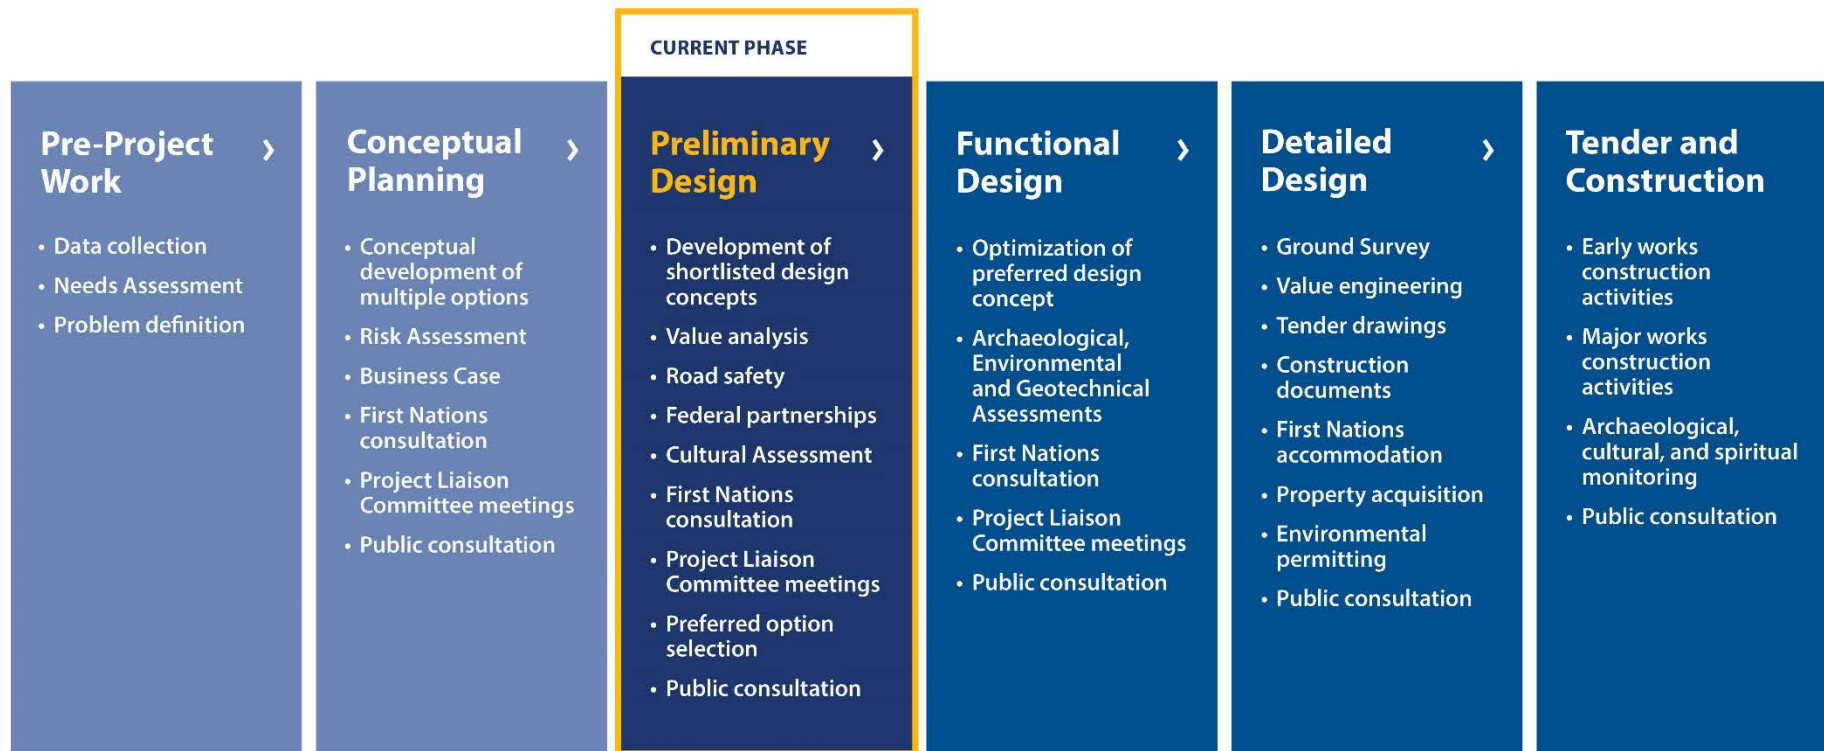 CURRENT PHASE
Pre-Project ›
Work
• Data collection
• Needs Assessment
• Problem definition
Conceptual ›
Planning
• Conceptual
development of
multiple options
• Risk Assessment
• Business Case
• First Nations
consultation
• Project Liaison
Committee meetings
• Public consultation
Preliminary ›
Design
• Development of
shortlisted design
concepts
• Value analysis
• Road safety
• Federal partnerships
• Cultural Assessment
• First Nations
consultation
• Project Liaison
Committee meetings
• Preferred option
selection
• Public consultation
Functional ›
Design
• Optimization of
preferred design
concept
• Archaeological,
Environmental
and Geotechnical
Assessments
• First Nations
consultation
• Project Liaison
Committee meetings
• Public consultation
Detailed ›
Design
• Ground Survey
• Value engineering
• Tender drawings
• Construction
documents
• First Nations
accommodation
• Property acquisition
• Environmental
permitting
• Public consultation
Tender and
Construction
• Early works
construction
activities
• Major works
construction
activities
• Archaeological,
cultural, and spiritual
monitoring
• Public consultation